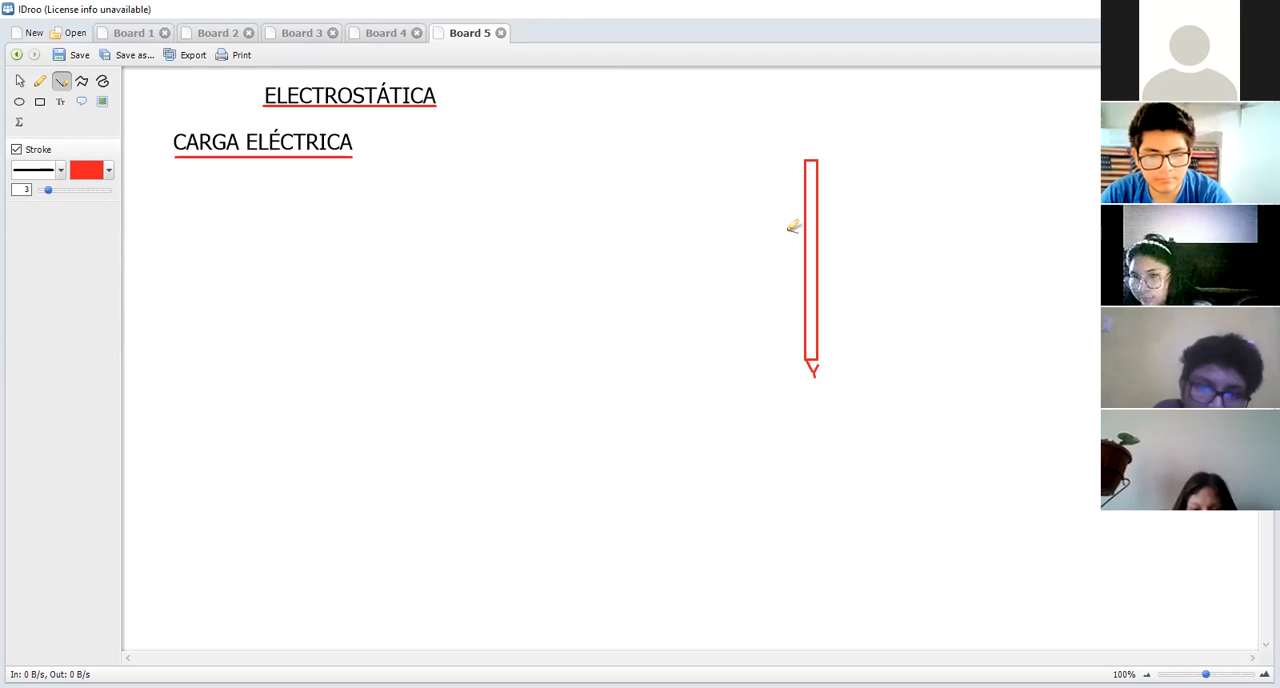 IDroo (License info unavailable)
New Open Board 1 Board 2 Board 3 Board 4 Board 5
Save Save as... Export Print
Tr
Σ
Stroke
3
ELECTROSTÁTICA
CARGA ELÉCTRICA
In: 0 B/s, Out: 0 B/s
100%